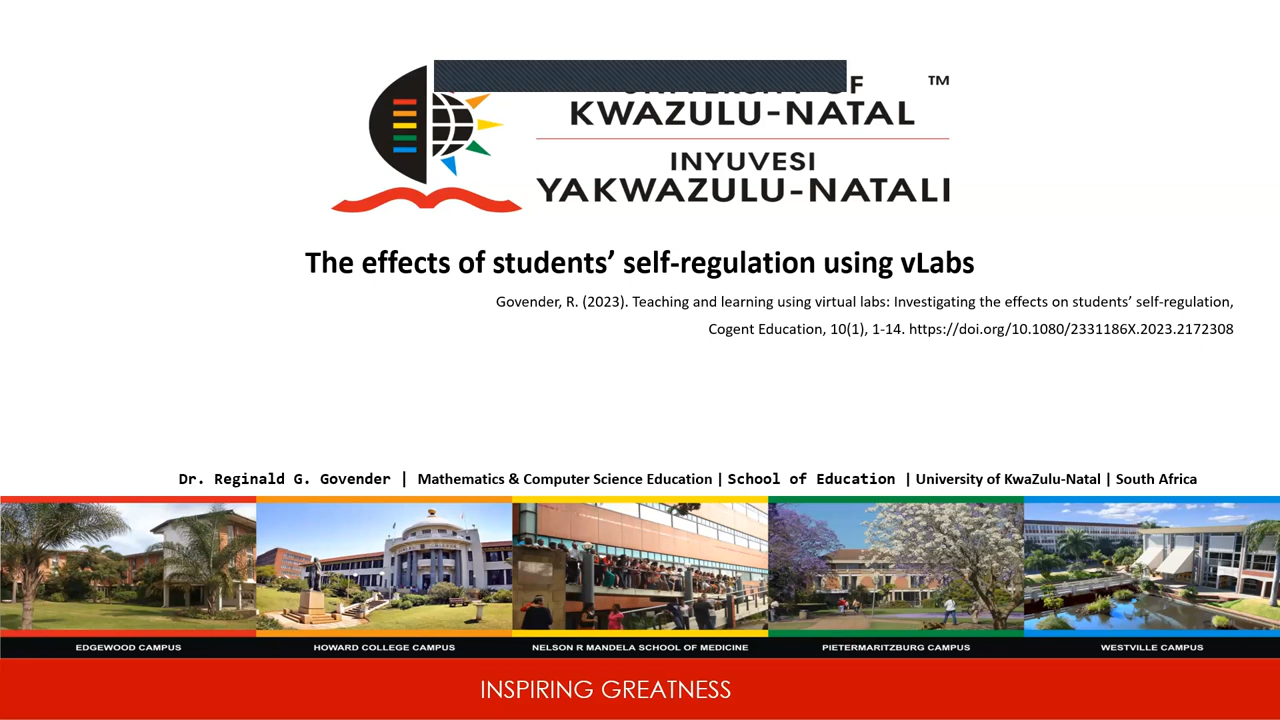 OF
™
KWAZULU-NATAL
INYUVESI
YAKWAZULU-NATALI
The effects of students’ self-regulation using vLabs
Govender, R. (2023). Teaching and learning using virtual labs: Investigating the effects on students’ self-regulation,
Cogent Education, 10(1), 1-14. https://doi.org/10.1080/2331186X.2023.2172308
Dr. Reginald G. Govender | Mathematics & Computer Science Education | School of Education | University of KwaZulu-Natal | South Africa
EDGEWOOD CAMPUS HOWARD COLLEGE CAMPUS NELSON R MANDELA SCHOOL OF MEDICINE PIETERMARITZBURG CAMPUS WESTVILLE CAMPUS
INSPIRING GREATNESS